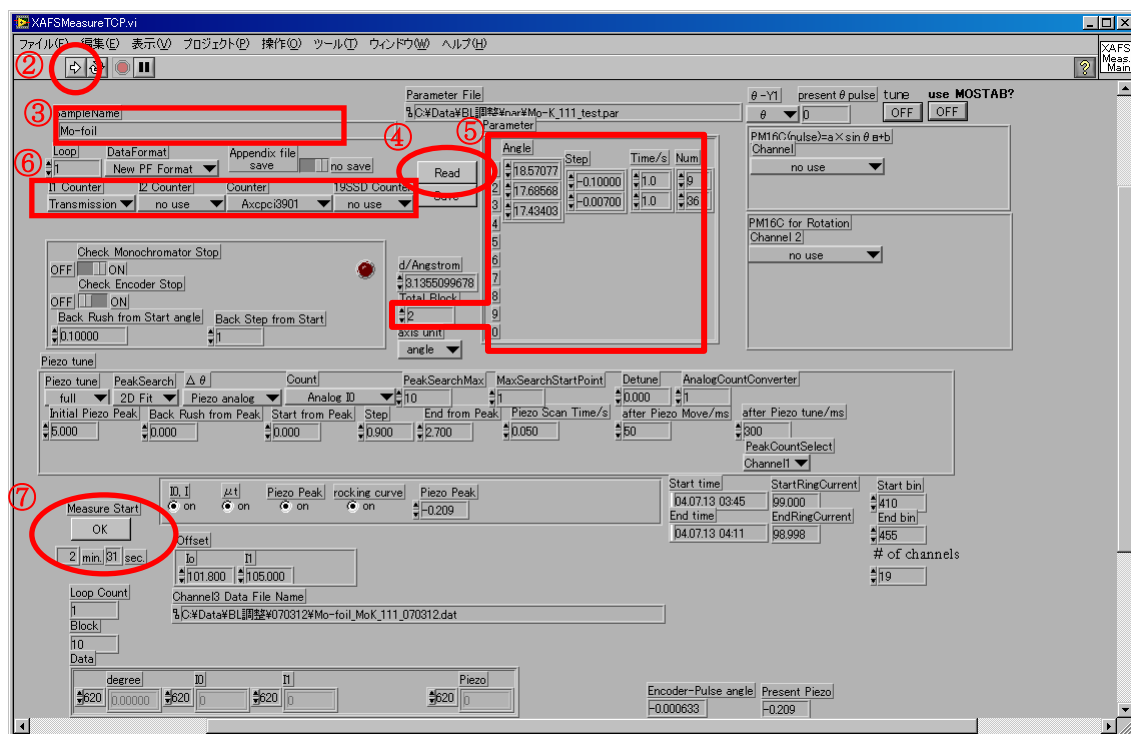 XAFSMeasureTCP.vi
ファイル(F) 編集(E) 表示(V) プロジェクト(P) 操作(O) ツール(T) ウィンドウ(W) ヘルプ(H)
XAFS
Meas.
Main
②
?
③ SampleName
Mo-foil
Parameter File
C:¥Data¥BL調整¥par¥Mo-K_111_test.par
θ-Y1 present θ pulse tune use MOSTAB?
θ 0 OFF OFF
④ ⑤ Parameter
⑥ Loop DataFormat Appendix file
1 New PF Format save no save
Read
Save
I1 Counter I2 Counter Counter 19SSD Counter
Transmission no use Axcpci3901 no use
Angle Step Time/s Num
18.57077 -0.10000 1.0 9
2 17.68568 -0.00700 1.0 36
3 17.43403
4
5
6
7
8
9
0
PM16C(pulse)=a×sin θ+b
Channel
no use
PM16C for Rotation
Channel 2
no use
Check Monochromator Stop
OFF ON
Check Encoder Stop
OFF ON
Back Rush from Start angle Back Step from Start
0.10000 1
d/Angstrom
3.1355099678
Total Block
2
axis unit
angle
Piezo tune
Piezo tune PeakSearch Δθ Count PeakSearchMax MaxSearchStartPoint Detune AnalogCountConverter
full 2D Fit Piezo analog Analog I0 10 1 0.000 1
Initial Piezo Peak Back Rush from Peak Start from Peak Step End from Peak Piezo Scan Time/s after Piezo Move/ms after Piezo tune/ms
5.000 0.000 0.000 0.900 2.700 0.050 50 300
PeakCountSelect
Channel1
⑦
Measure Start
OK
2 min. 31 sec.
I0, I μt Piezo Peak rocking curve Piezo Peak
on on on on -0.209
Start time StartRingCurrent Start bin
04.07.13 03:45 99.000 410
End time EndRingCurrent End bin
04.07.13 04:11 98.998 455
# of channels
19
Offset
Io I1
101.800 105.000
Loop Count
1
Channel3 Data File Name
C:¥Data¥BL調整¥070312¥Mo-foil_MoK_111_070312.dat
Block
10
Data
degree I0 I1 Piezo
620 0.00000 620 0 620 0 620 0
Encoder-Pulse angle Present Piezo
-0.000633 -0.209